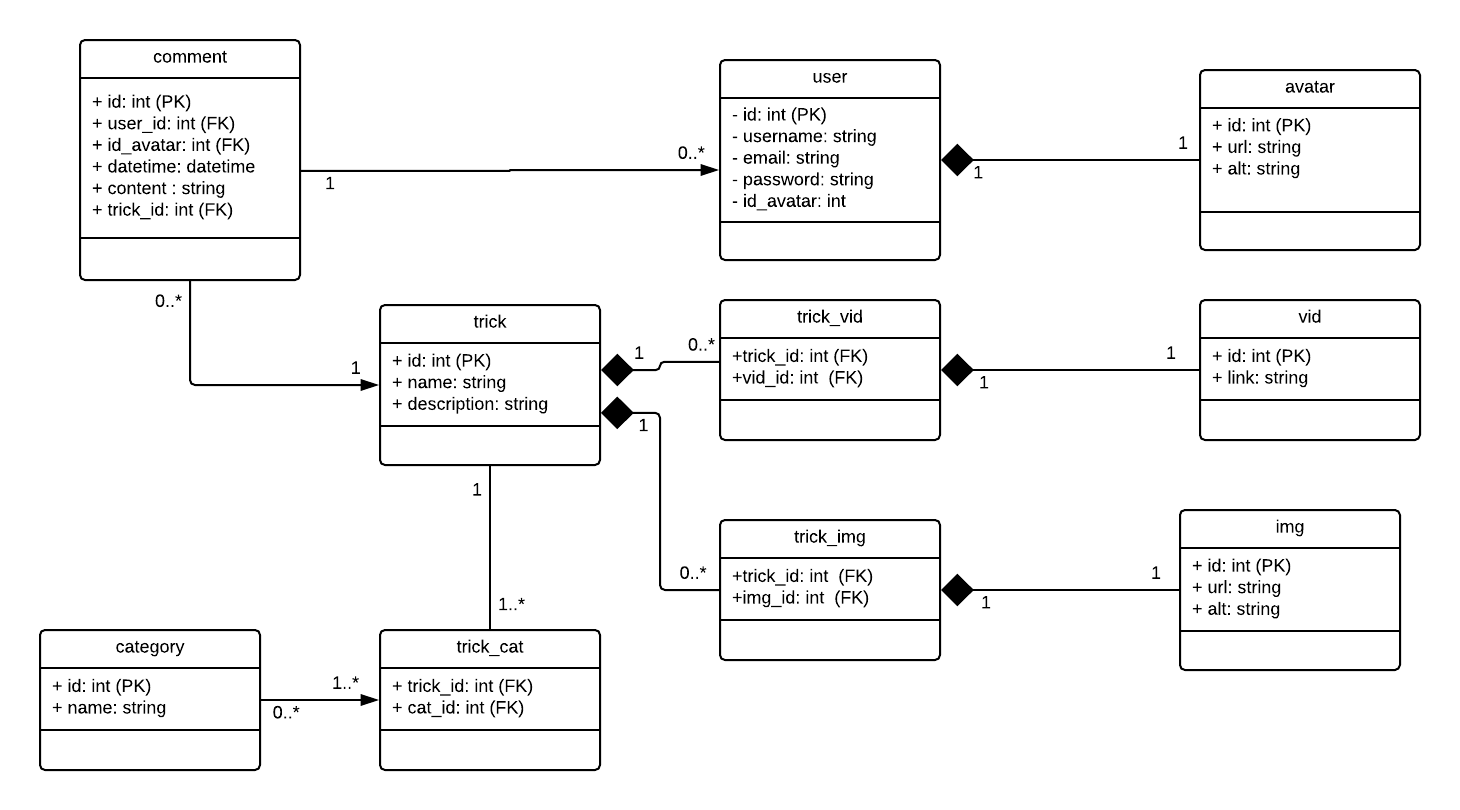 comment
+ id: int (PK)
+ user_id: int (FK)
+ id_avatar: int (FK)
+ datetime: datetime
+ content : string
+ trick_id: int (FK)
1
0..*
user
- id: int (PK)
- username: string
- email: string
- password: string
- id_avatar: int
1
1
avatar
+ id: int (PK)
+ url: string
+ alt: string
0..*
1
trick
+ id: int (PK)
+ name: string
+ description: string
1
0..*
trick_vid
+trick_id: int (FK)
+vid_id: int  (FK)
1
1
vid
+ id: int (PK)
+ link: string
1
0..*
trick_img
+trick_id: int  (FK)
+img_id: int  (FK)
1
1
img
+ id: int (PK)
+ url: string
+ alt: string
1
1..*
category
+ id: int (PK)
+ name: string
0..*
1..*
trick_cat
+ trick_id: int (FK)
+ cat_id: int (FK)